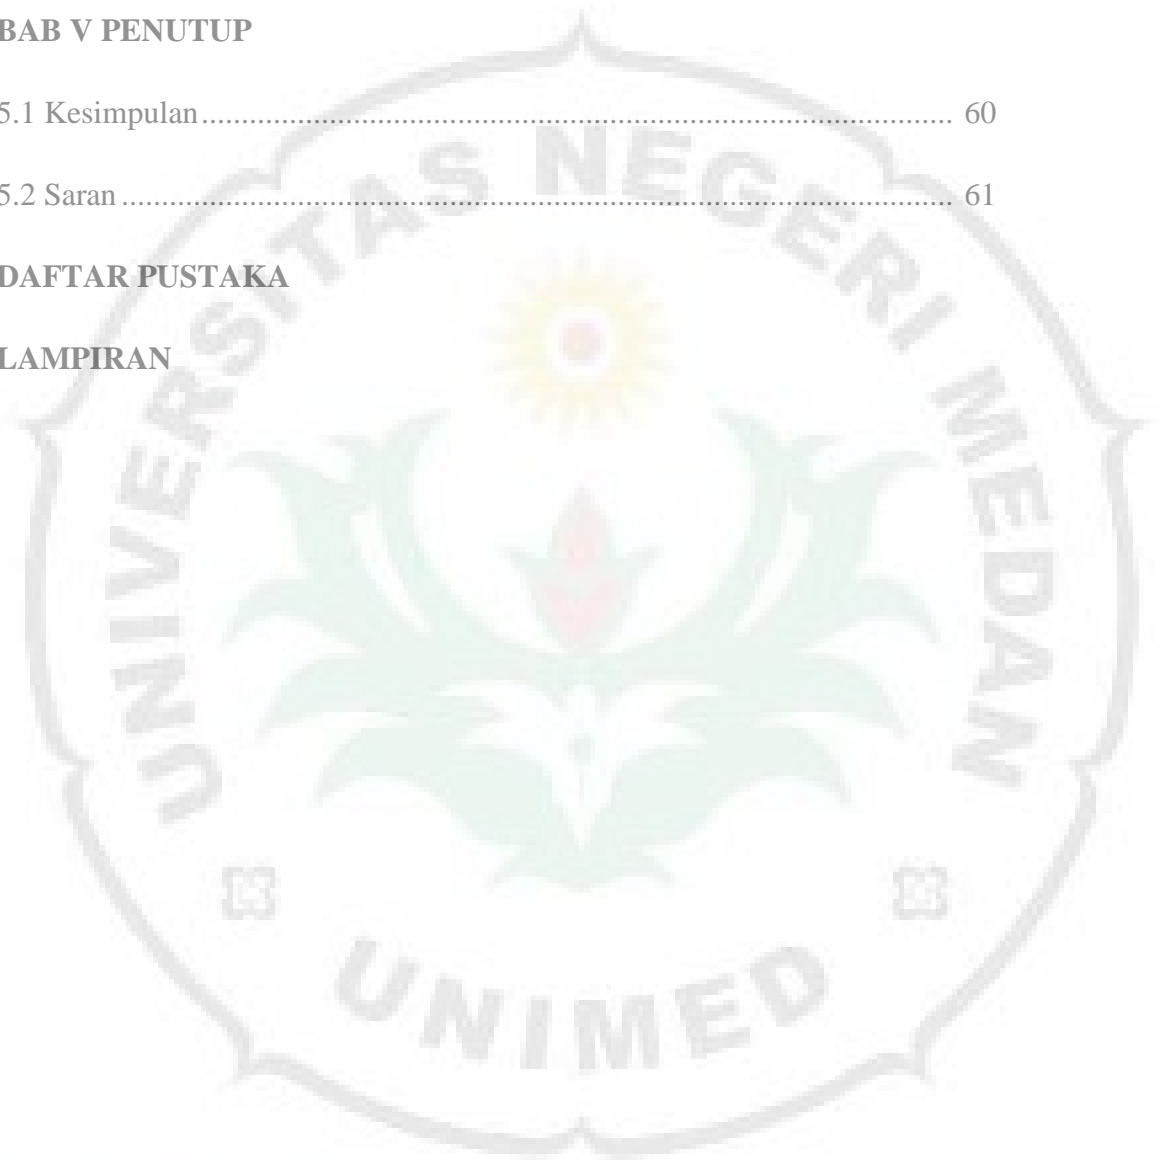 BAB V PENUTUP
5.1 Kesimpulan.............................................................................................. 60
5.2 Saran........................................................................................................ 61
DAFTAR PUSTAKA
LAMPIRAN
UNIVERSITAS NEGERI MEDAN
UNIMED